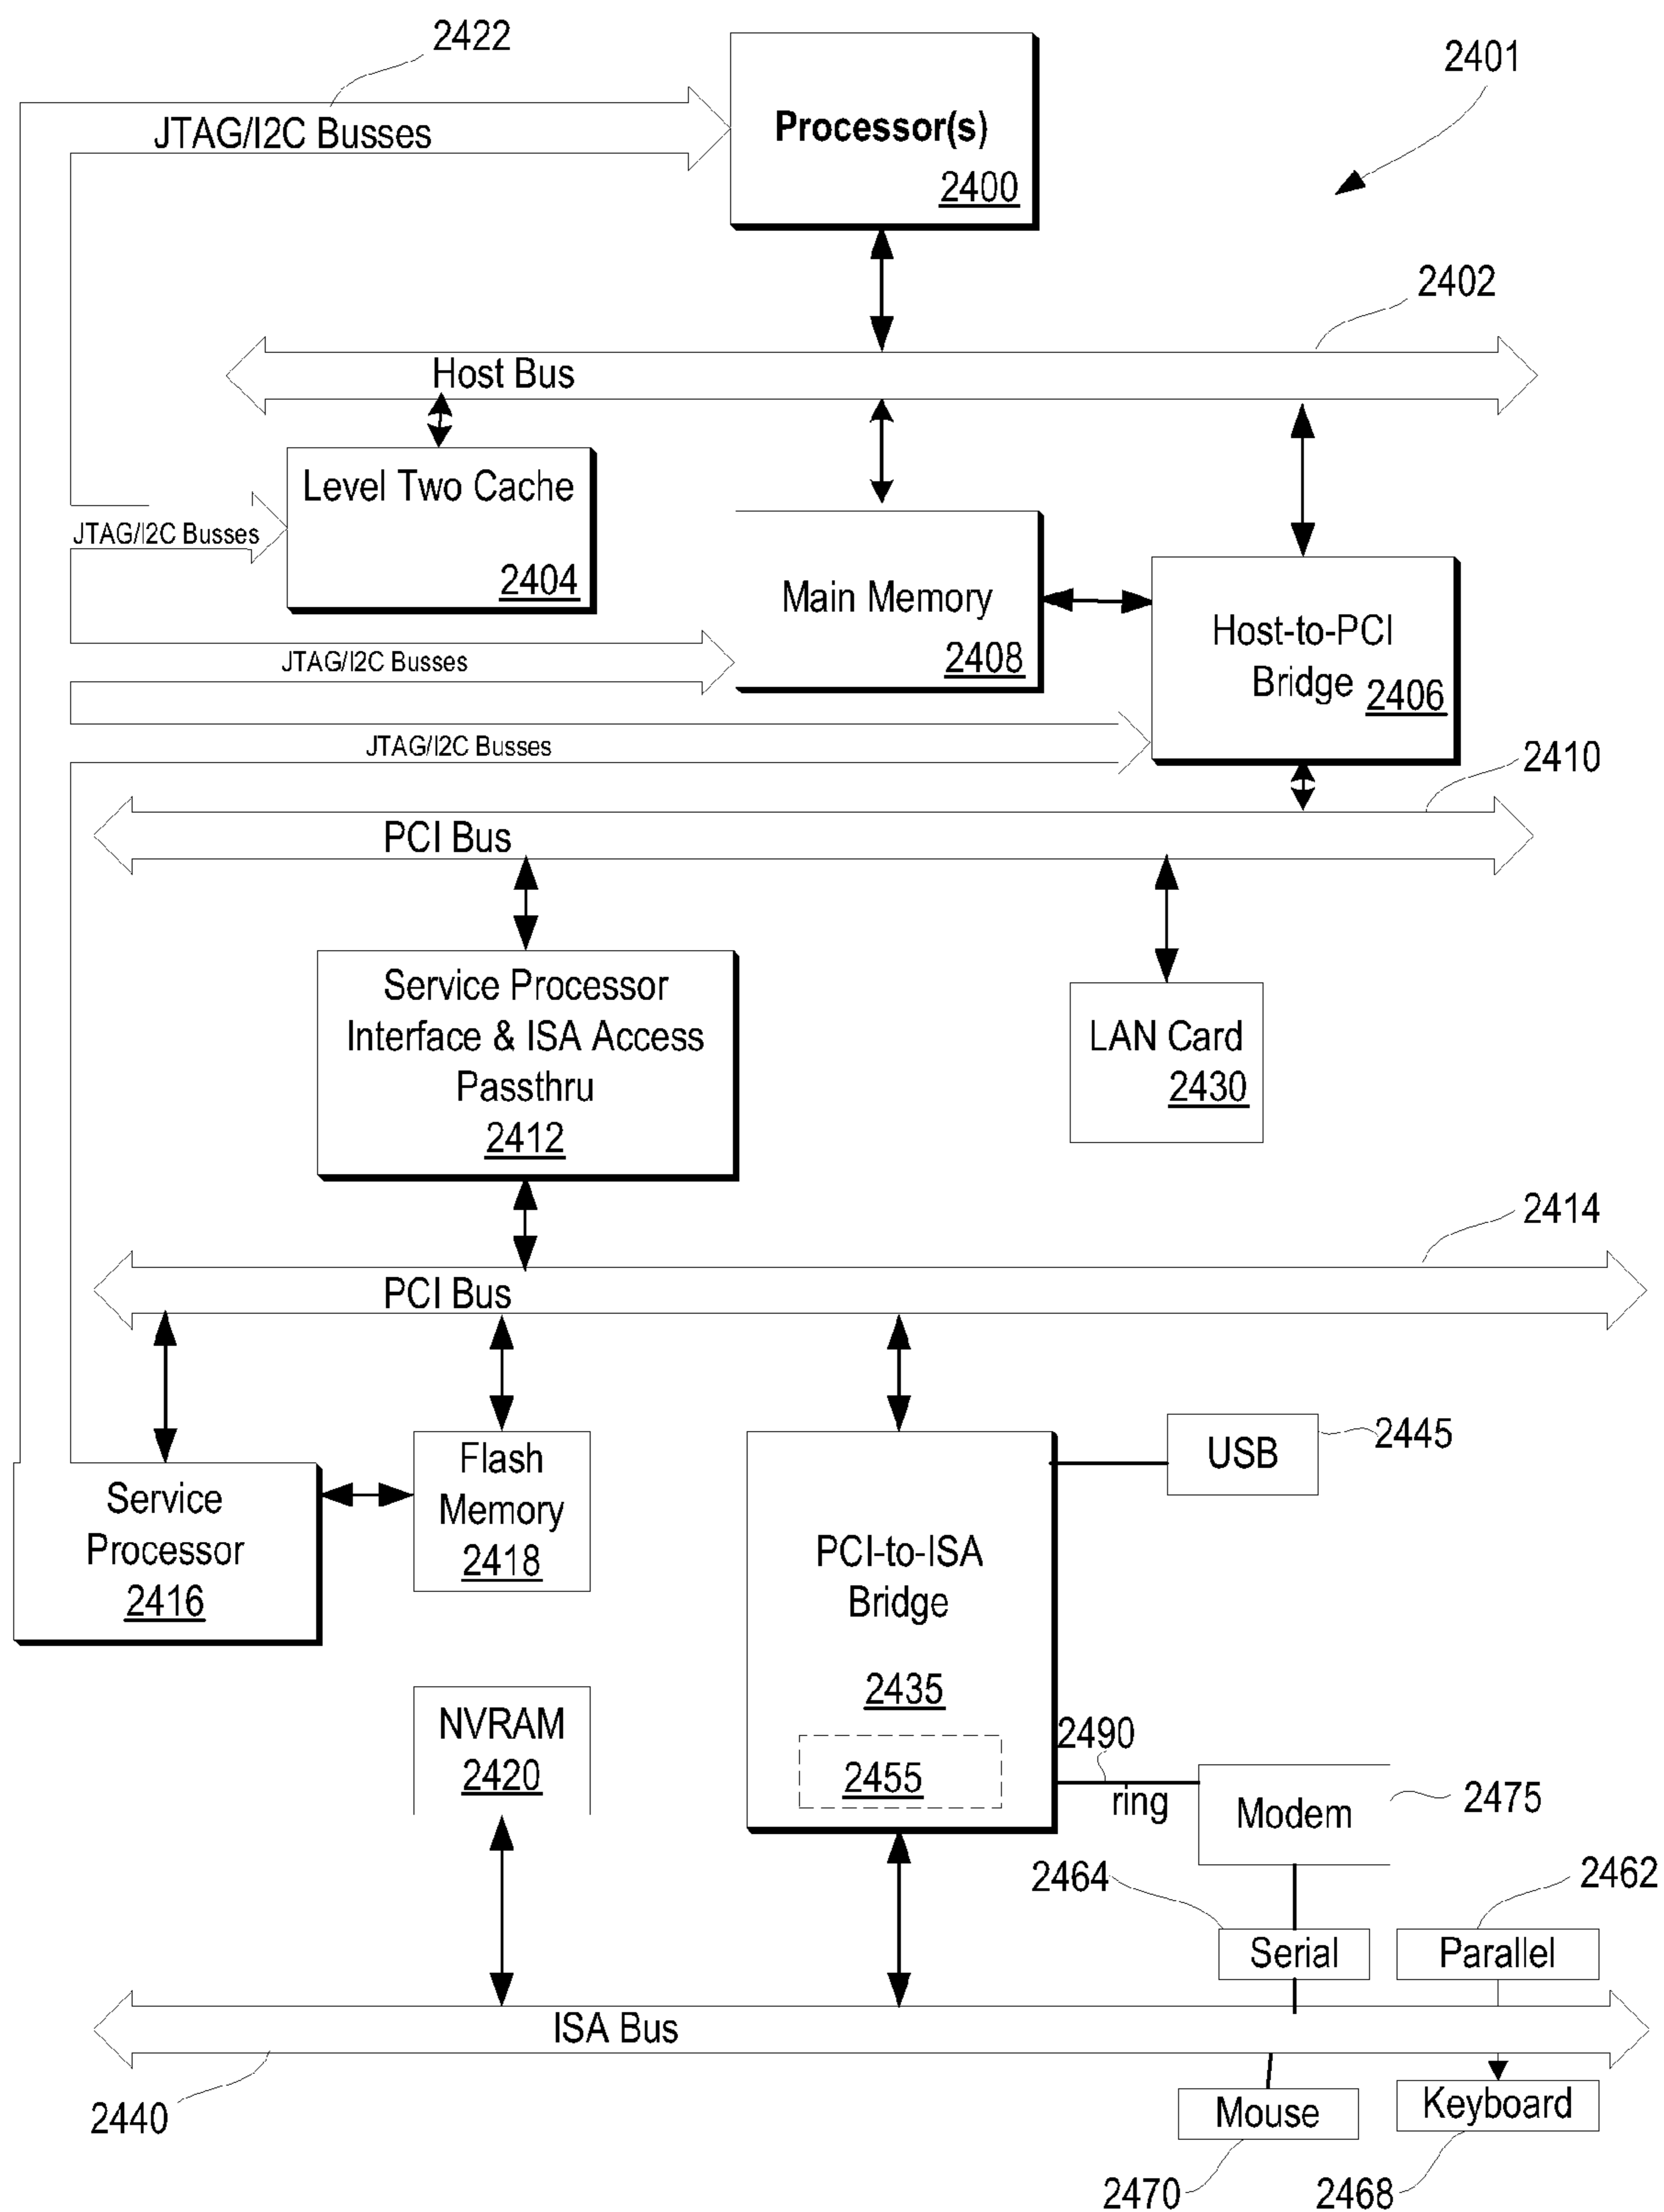 2422
2401
JTAG/I2C Busses
Processor(s)
2400
2402
Host Bus
Level Two Cache
2404
JTAG/I2C Busses
Main Memory
2408
Host-to-PCI
Bridge 2406
JTAG/I2C Busses
JTAG/I2C Busses
2410
PCI Bus
Service Processor
Interface & ISA Access
Passthru
2412
LAN Card
2430
2414
PCI Bus
USB
2445
Flash
Memory
2418
Service
Processor
2416
PCI-to-ISA
Bridge
2435
2455
NVRAM
2420
2490
ring
Modem
2475
2464
2462
Serial
Parallel
ISA Bus
2440
Mouse
Keyboard
2470
2468